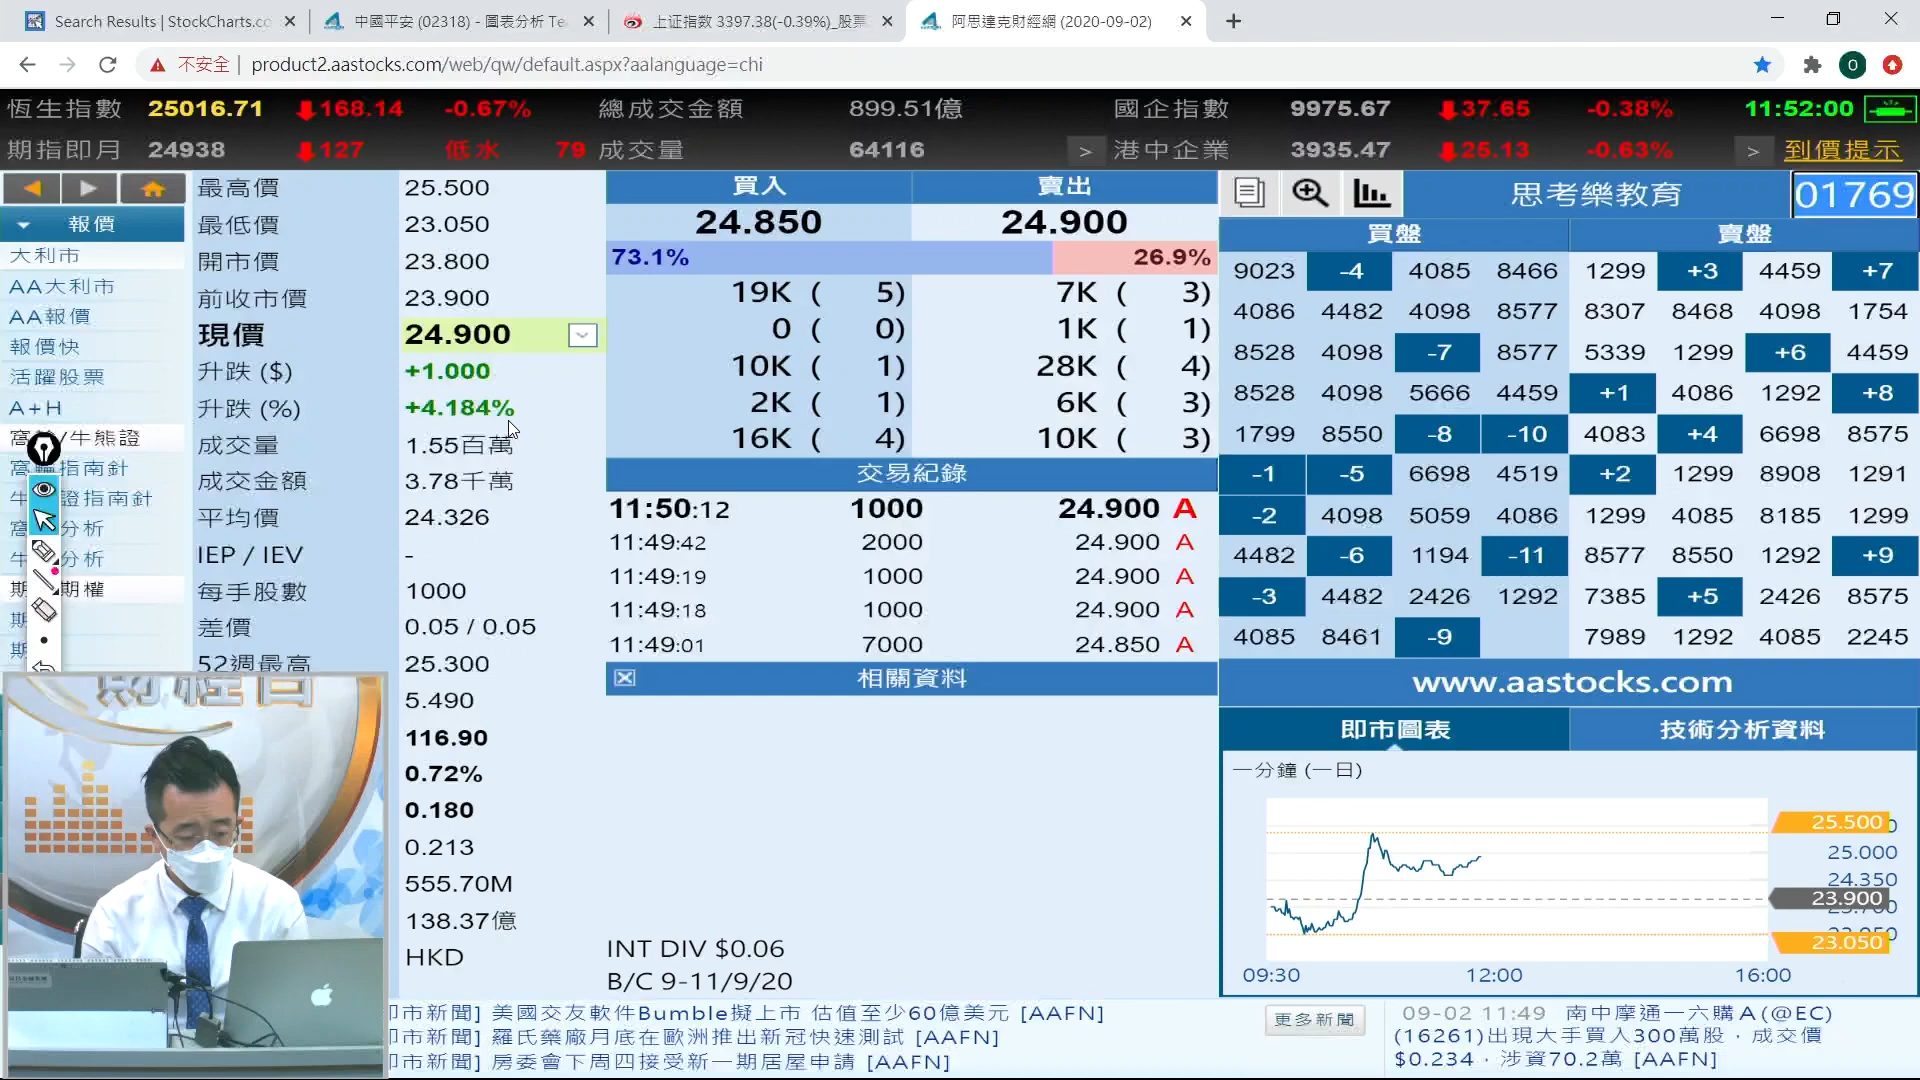 Search Results | StockCharts.co
中國平安 (02318) - 圖表分析 Te
上证指数 3397.38(-0.39%)_股票
阿思達克財經網 (2020-09-02)
不安全 | product2.aastocks.com/web/qw/default.aspx?aalanguage=chi
O
恆生指數 25016.71 168.14 -0.67% 總成交金額 899.51億 國企指數 9975.67 37.65 -0.38% 11:52:00
期指即月 24938 127 低水 79 成交量 64116 > 港中企業 3935.47 25.13 -0.63% > 到價提示
報價
大利市
AA大利市
AA報價
報價快
活躍股票
A+H
/牛熊證
指南針
證指南針
分析
分析
期權
最高價 25.500
最低價 23.050
開市價 23.800
前收市價 23.900
現價 24.900
升跌 ($) +1.000
升跌 (%) +4.184%
成交量 1.55百萬
成交金額 3.78千萬
平均價 24.326
IEP / IEV -
每手股數 1000
差價 0.05 / 0.05
52週最高 25.300
5.490
116.90
0.72%
0.180
0.213
555.70M
138.37億
HKD
買入 賣出
24.850 24.900
73.1% 26.9%
19K ( 5) 7K ( 3)
0 ( 0) 1K ( 1)
10K ( 1) 28K ( 4)
2K ( 1) 6K ( 3)
16K ( 4) 10K ( 3)
交易紀錄
11:50:12 1000 24.900 A
11:49:42 2000 24.900 A
11:49:19 1000 24.900 A
11:49:18 1000 24.900 A
11:49:01 7000 24.850 A
相關資料
INT DIV $0.06
B/C 9-11/9/20
思考樂教育 01769
買盤 賣盤
9023 -4 4085 8466 1299 +3 4459 +7
4086 4482 4098 8577 8307 8468 4098 1754
8528 4098 -7 8577 5339 1299 +6 4459
8528 4098 5666 4459 +1 4086 1292 +8
1799 8550 -8 -10 4083 +4 6698 8575
-1 -5 6698 4519 +2 1299 8908 1291
-2 4098 5059 4086 1299 4085 8185 1299
4482 -6 1194 -11 8577 8550 1292 +9
-3 4482 2426 1292 7385 +5 2426 8575
4085 8461 -9 7989 1292 4085 2245
www.aastocks.com
即市圖表 技術分析資料
一分鐘 (一日)
25.500
25.000
24.350
23.900
23.050
09:30 12:00 16:00
即市新聞] 美國交友軟件Bumble擬上市 估值至少60億美元 [AAFN]
即市新聞] 羅氏藥廠月底在歐洲推出新冠快速測試 [AAFN]
即市新聞] 房委會下周四接受新一期居屋申請 [AAFN]
更多新聞
09-02 11:49 南中摩通一六購A(@EC)
(16261)出現大手買入300萬股，成交價
$0.234，涉資70.2萬 [AAFN]